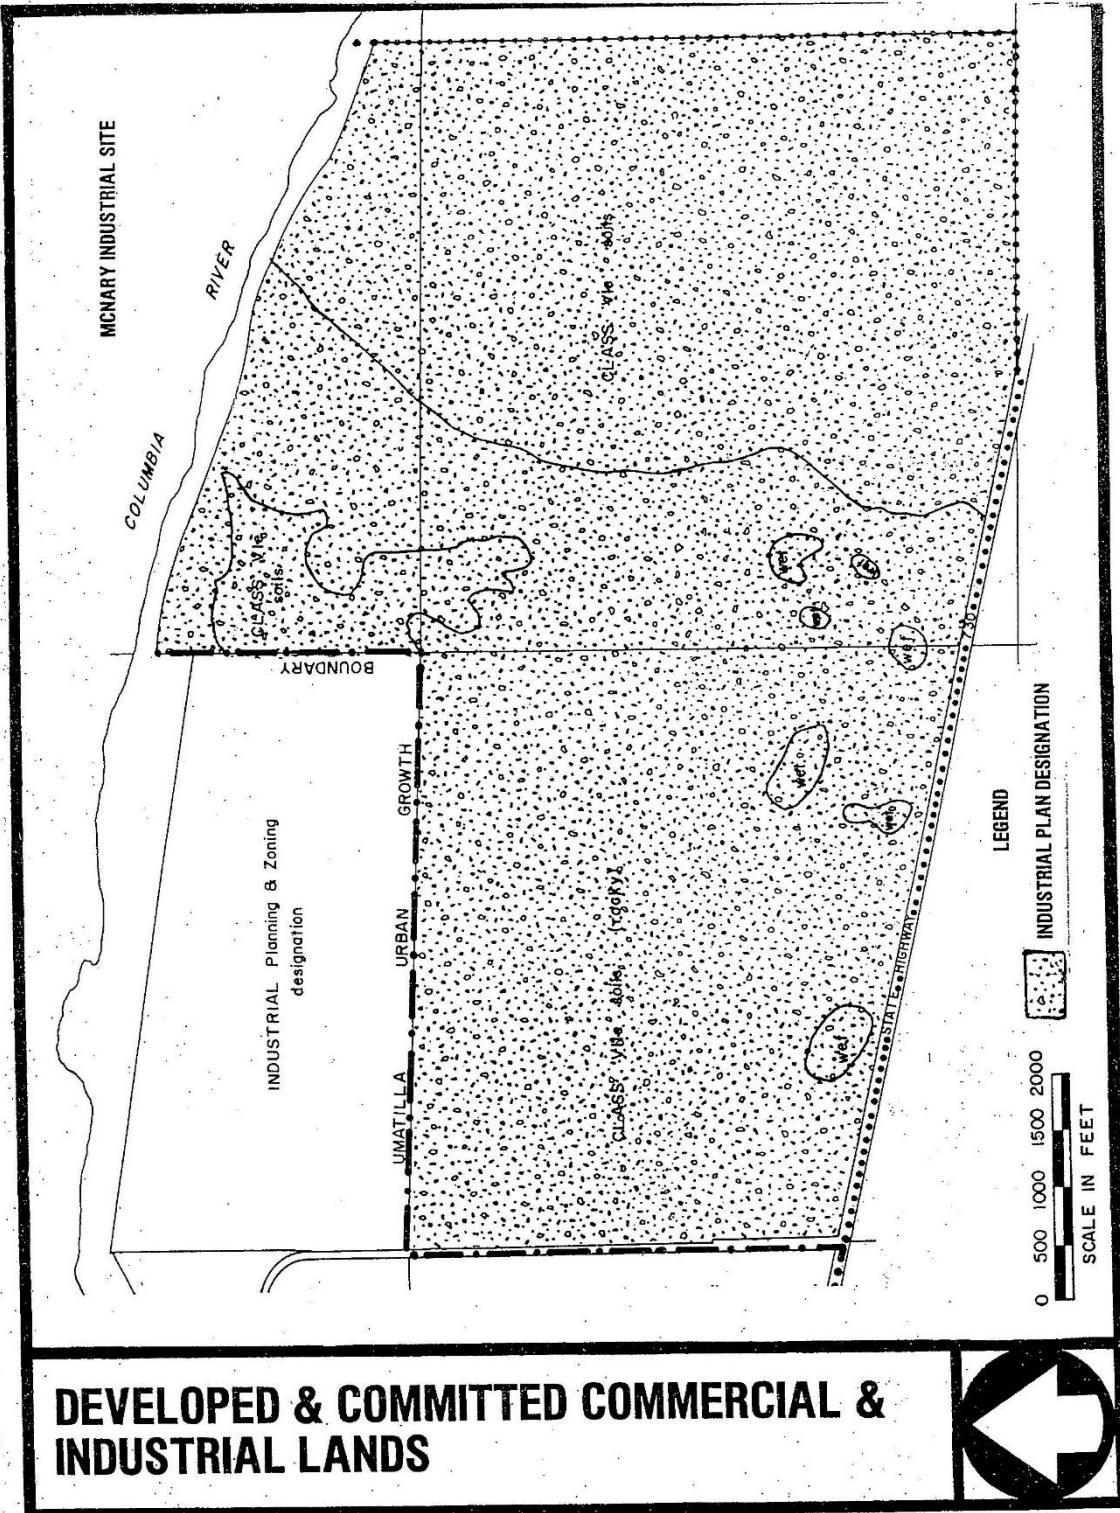 MCNARY INDUSTRIAL SITE
COLUMBIA RIVER
CLASS VIe
soils
CLASS VIe soils
BOUNDARY
INDUSTRIAL Planning & Zoning
designation
UMATILLA URBAN GROWTH
CLASS VIIe soils, (rocky)
wet
wet
wet
wet
wet
wet
wet
STATE HIGHWAY 730
LEGEND
INDUSTRIAL PLAN DESIGNATION
0 500 1000 1500 2000
SCALE IN FEET
DEVELOPED & COMMITTED COMMERCIAL &
INDUSTRIAL LANDS